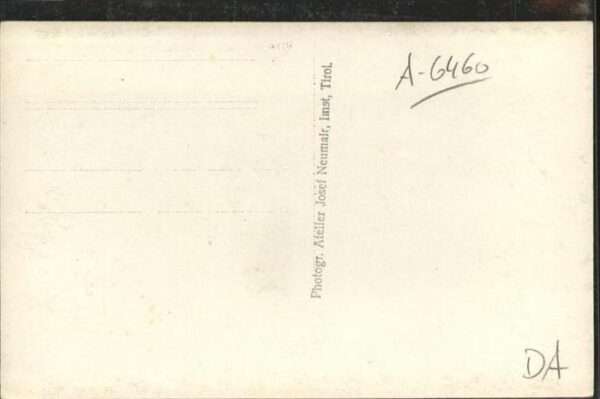 A-6460
Photogr. Atelier Josef Neumair, Imst, Tirol.
DA